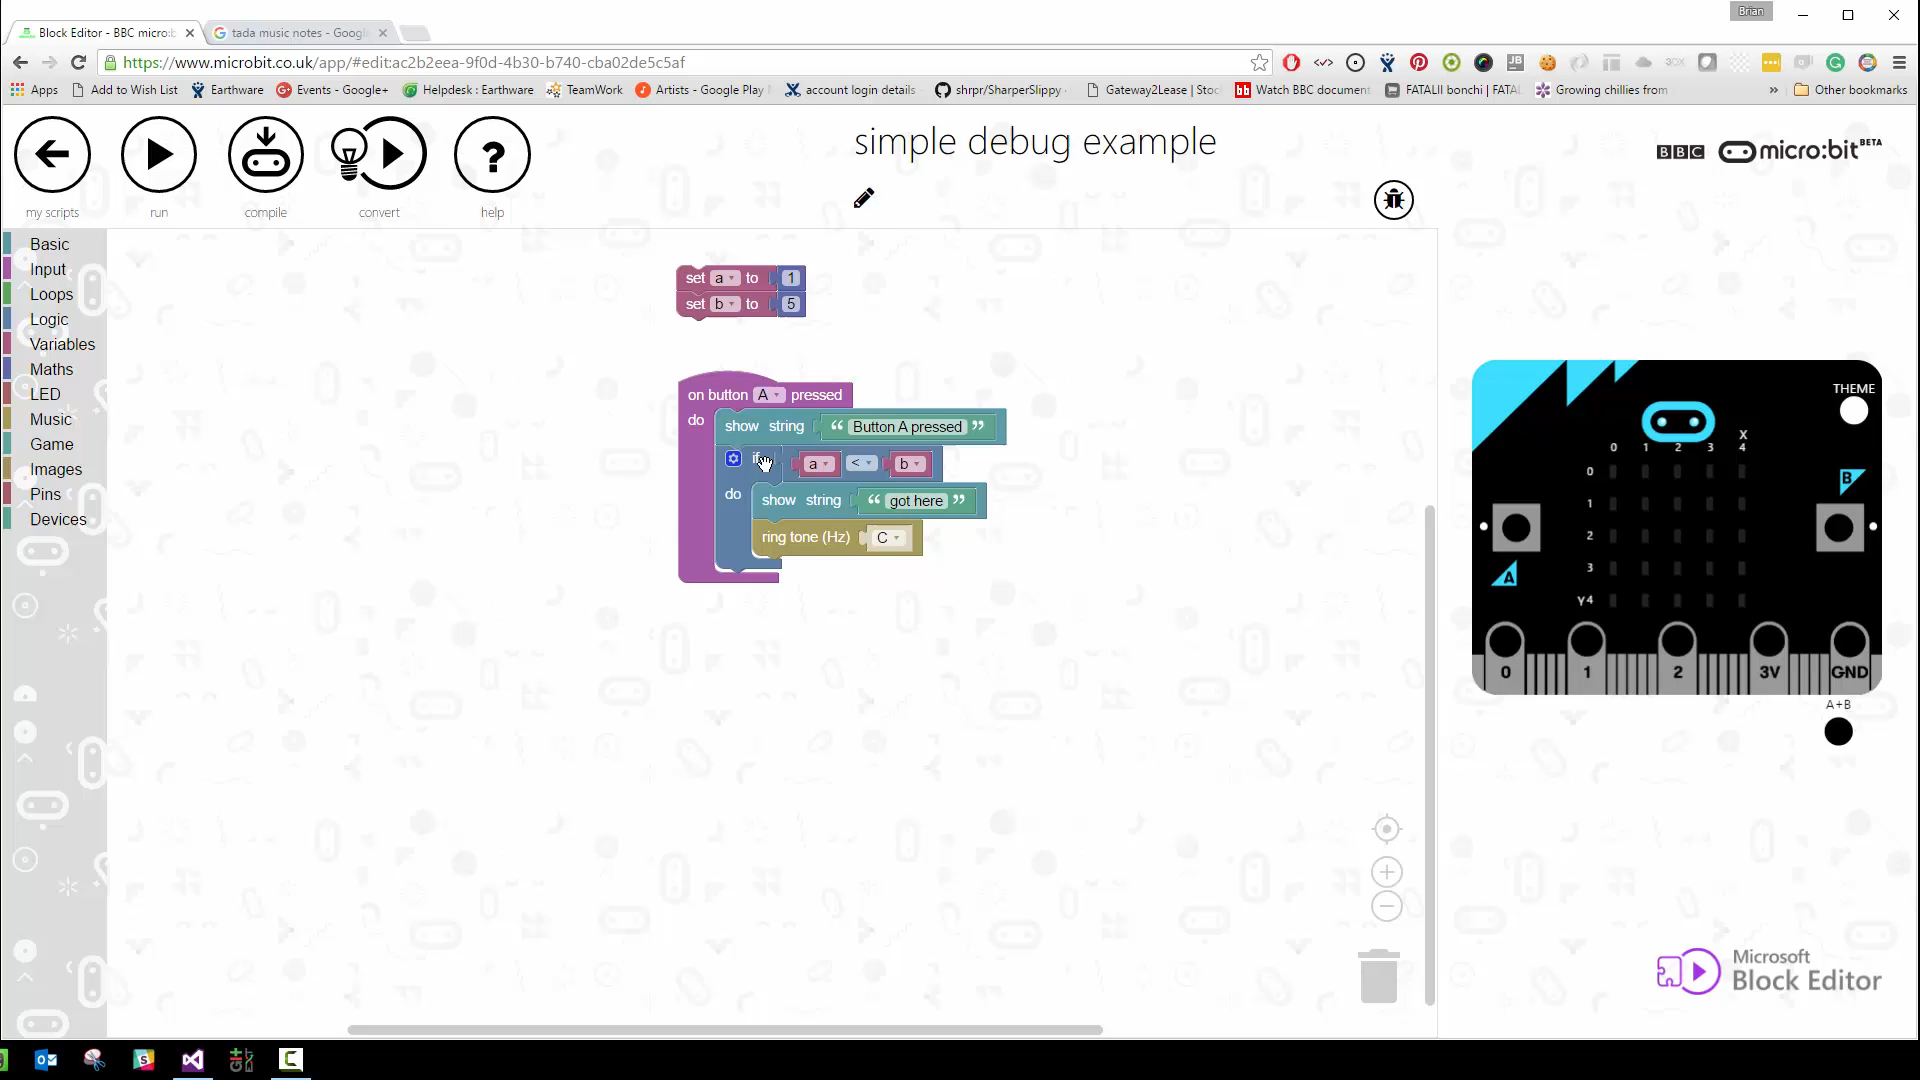 Brian
Block Editor - BBC micro:b
tada music notes - Google
https://www.microbit.co.uk/app/#edit:ac2b2eea-9f0d-4b30-b740-cba02de5c5af
Apps Add to Wish List Earthware Events - Google+ Helpdesk : Earthware TeamWork Artists - Google Play account login details shrpr/SharperSlippy Gateway2Lease | Stoc Watch BBC document FATALII bonchi | FATAL Growing chillies from » Other bookmarks
simple debug example
BBC micro:bit BETA
my scripts run compile convert help
Basic
Input
Loops
Logic
Variables
Maths
LED
Music
Game
Images
Pins
Devices
set a to 1
set b to 5
on button A pressed
do show string “ Button A pressed ”
if a < b
do show string “ got here ”
ring tone (Hz) C
THEME
X
0 1 2 3 4
0
1
2
3
Y4
B
A
0 1 2 3V GND
A+B
Microsoft
Block Editor